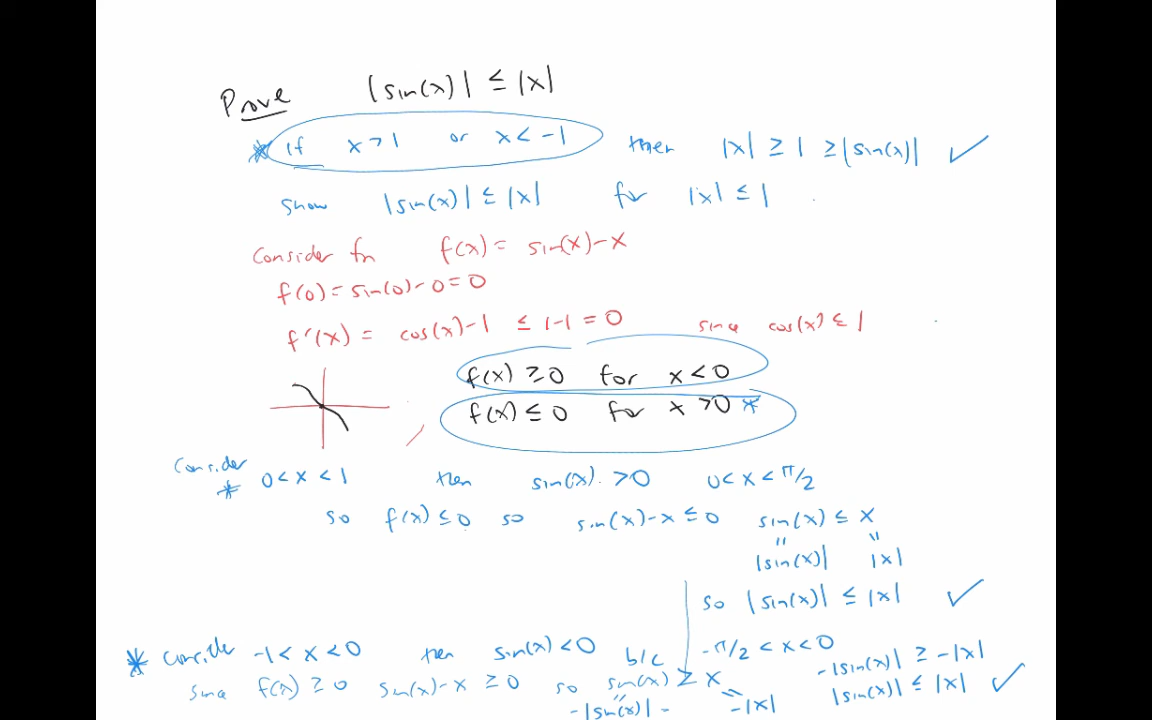 Prove |sin(x)| ≤ |x|
* If x > 1 or x < -1 then |x| ≥ 1 ≥ |sin(x)| ✓
show |sin(x)| ≤ |x| for |x| ≤ 1
Consider fn f(x) = sin(x) - x
f(0) = sin(0) - 0 = 0
f'(x) = cos(x) - 1 ≤ 1 - 1 = 0 since cos(x) ≤ 1
f(x) ≥ 0 for x < 0
f(x) ≤ 0 for x > 0 *
Consider
* 0 < x < 1 then sin(x) > 0 0 < x < π/2
so f(x) ≤ 0 so sin(x) - x ≤ 0 sin(x) ≤ x
= =
|sin(x)| |x|
so |sin(x)| ≤ |x| ✓
* Consider -1 < x < 0 then sin(x) < 0 b/c -π/2 < x < 0
since f(x) ≥ 0 sin(x) - x ≥ 0 so sin(x) ≥ x
= =
-|sin(x)| - -|x|
-|sin(x)| ≥ -|x|
|sin(x)| ≤ |x| ✓